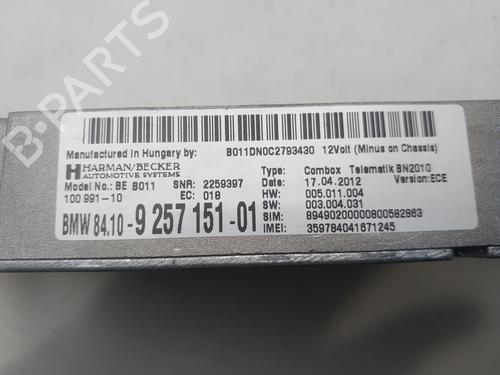 B-PARTS
Manufactured in Hungary by: B011DN0C2793430 12Volt (Minus on Chassis)
HARMAN/BECKER
AUTOMOTIVE SYSTEMS
Model No.: BE B011 SNR: 2259397
100 991-10 EC: 018
BMW 84.10-9 257 151-01
Type: Combox Telematik BN2010
Date: 17.04.2012 Version:ECE
HW: 005.011.004
SW: 003.004.031
SIM: 89490200000800582863
IMEI: 359784041671245